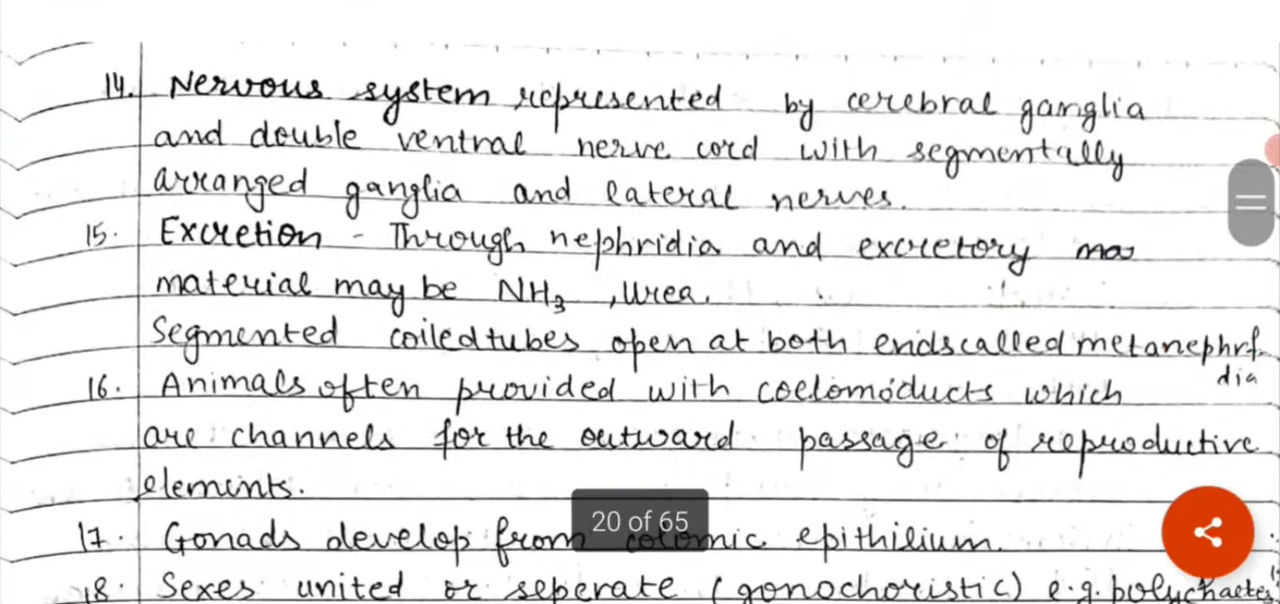 14. Nervous system represented by cerebral ganglia
and double ventral nerve cord with segmentally
arranged ganglia and lateral nerves.
15. Excretion - Through nephridia and excretory
material may be NH3, Urea.
Segmented coiled tubes open at both ends called metanephri
dia
16. Animals often provided with coelomoducts which
are channels for the outward passage of reproductive
elements.
20 of 65
17. Gonads develop from colomic epithilium.
18. Sexes united or seperate (gonochoristic) e.g. polychaetes